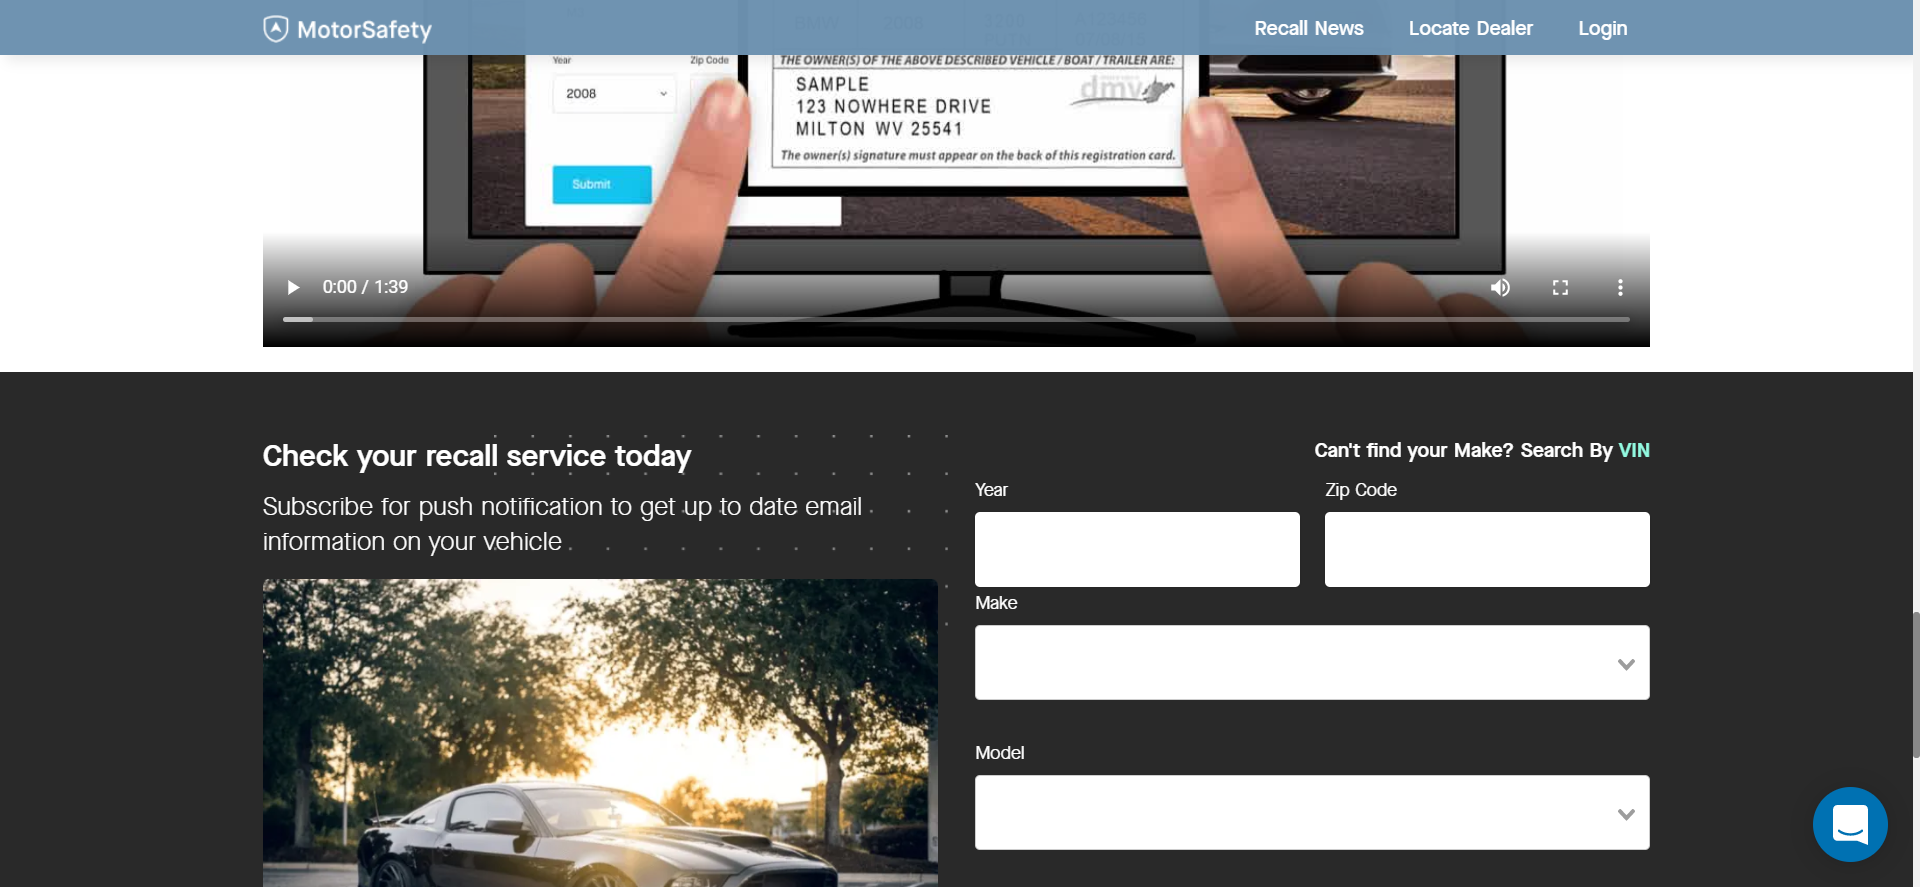 MotorSafety
Recall News
Locate Dealer
Login
Year
Zip Code
2008
Submit
THE OWNER(S) OF THE ABOVE DESCRIBED VEHICLE / BOAT / TRAILER ARE:
SAMPLE
123 NOWHERE DRIVE
MILTON WV 25541
dmv
The owner(s) signature must appear on the back of this registration card.
0:00 / 1:39
Check your recall service today
Subscribe for push notification to get up to date email
information on your vehicle
Can't find your Make? Search By VIN
Year
Zip Code
Make
Model